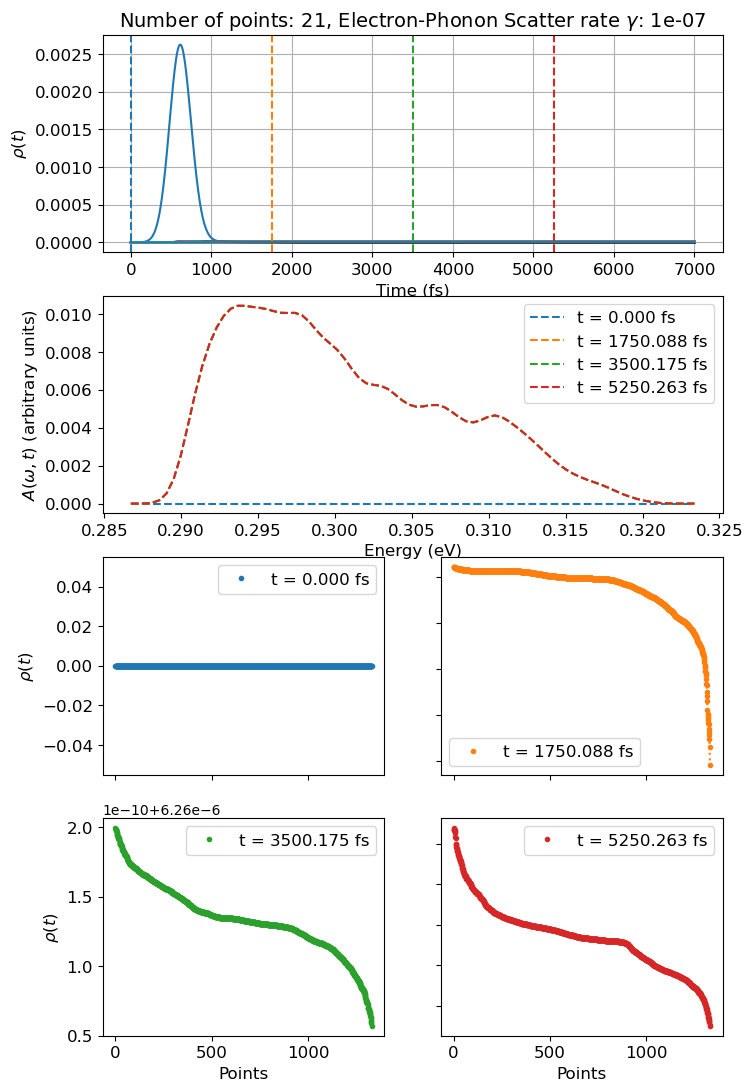 Number of points: 21, Electron-Phonon Scatter rate γ: 1e-07
0.0025
0.0020
0.0015
0.0010
0.0005
0.0000
ρ(t)
0 1000 2000 3000 4000 5000 6000 7000
Time (fs)
0.010
0.008
0.006
0.004
0.002
0.000
A(ω, t) (arbitrary units)
t = 0.000 fs
t = 1750.088 fs
t = 3500.175 fs
t = 5250.263 fs
0.285 0.290 0.295 0.300 0.305 0.310 0.315 0.320 0.325
Energy (eV)
0.04
0.02
0.00
−0.02
−0.04
ρ(t)
t = 0.000 fs
t = 1750.088 fs
1e−10+6.26e−6
2.0
1.5
1.0
0.5
ρ(t)
t = 3500.175 fs
0 500 1000
Points
t = 5250.263 fs
0 500 1000
Points